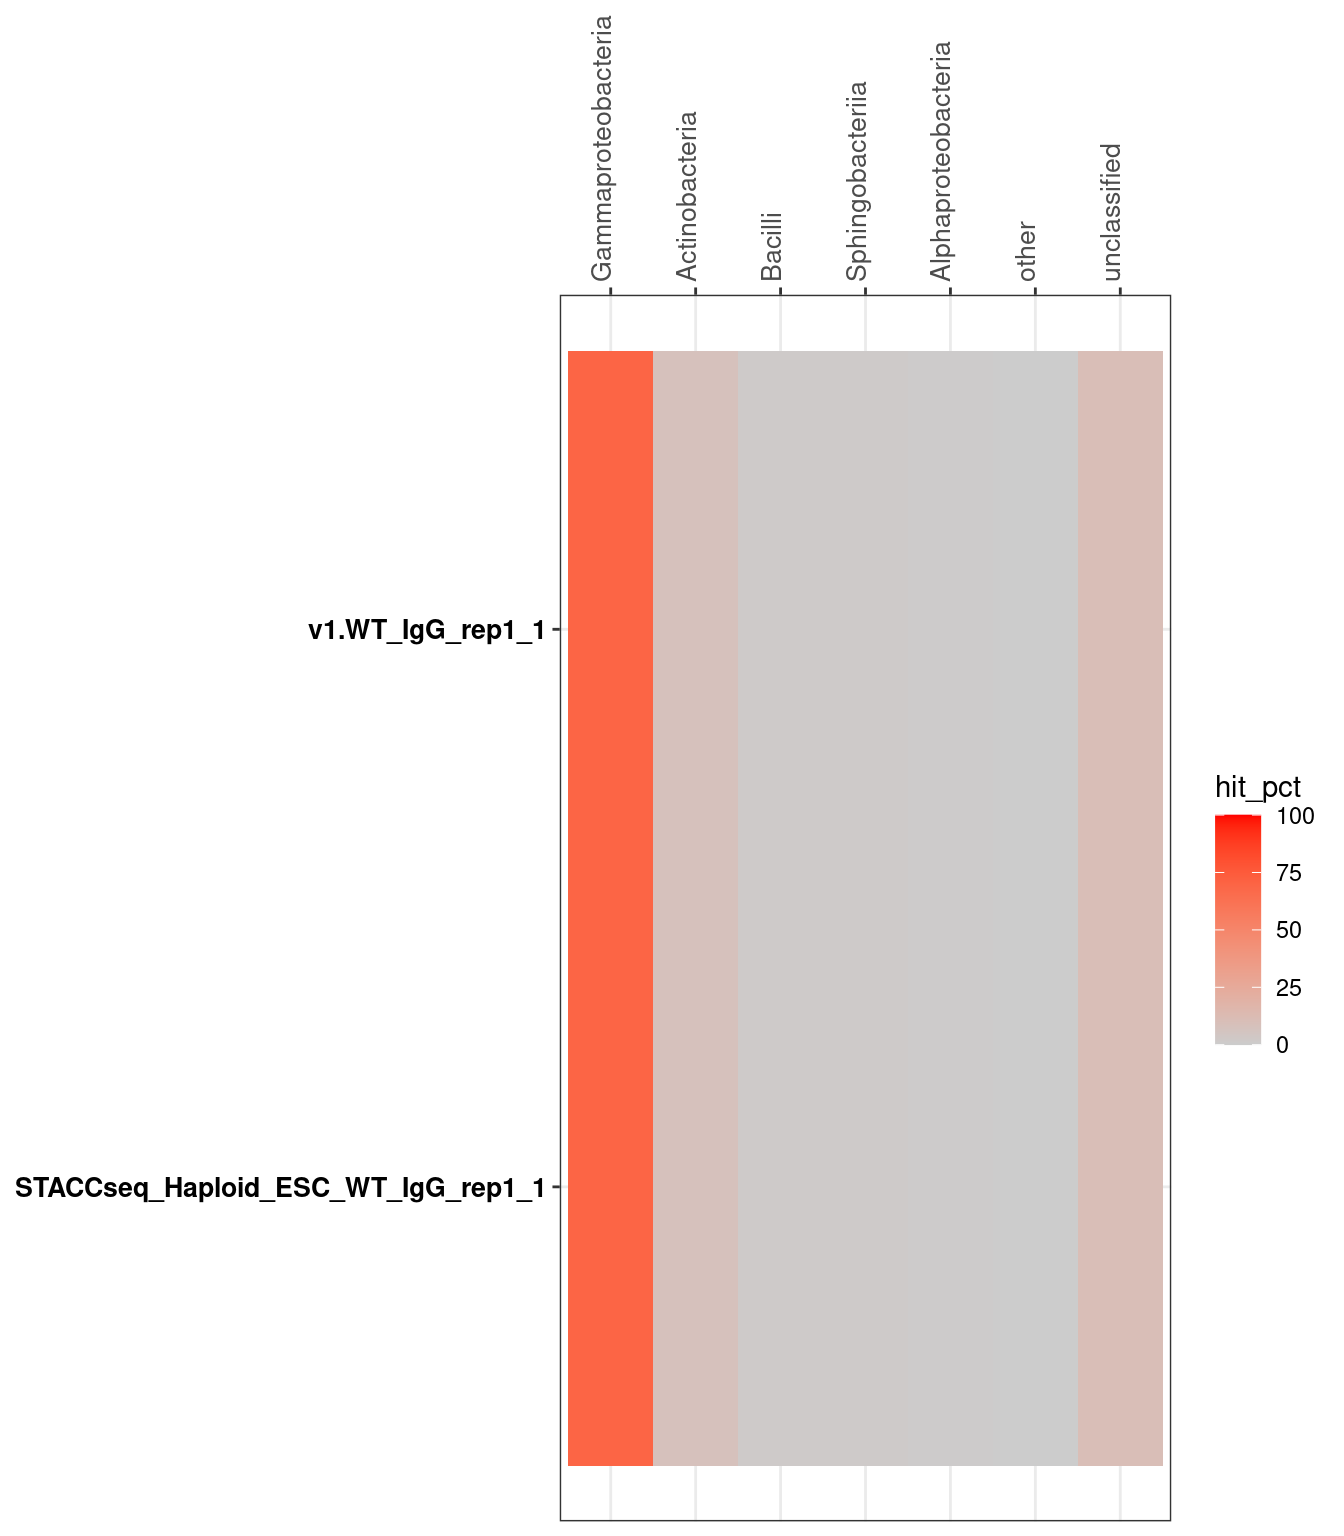 Gammaproteobacteria
Actinobacteria
Bacilli
Sphingobacteriia
Alphaproteobacteria
other
unclassified
v1.WT_IgG_rep1_1
STACCseq_Haploid_ESC_WT_IgG_rep1_1
hit_pct
100
75
50
25
0